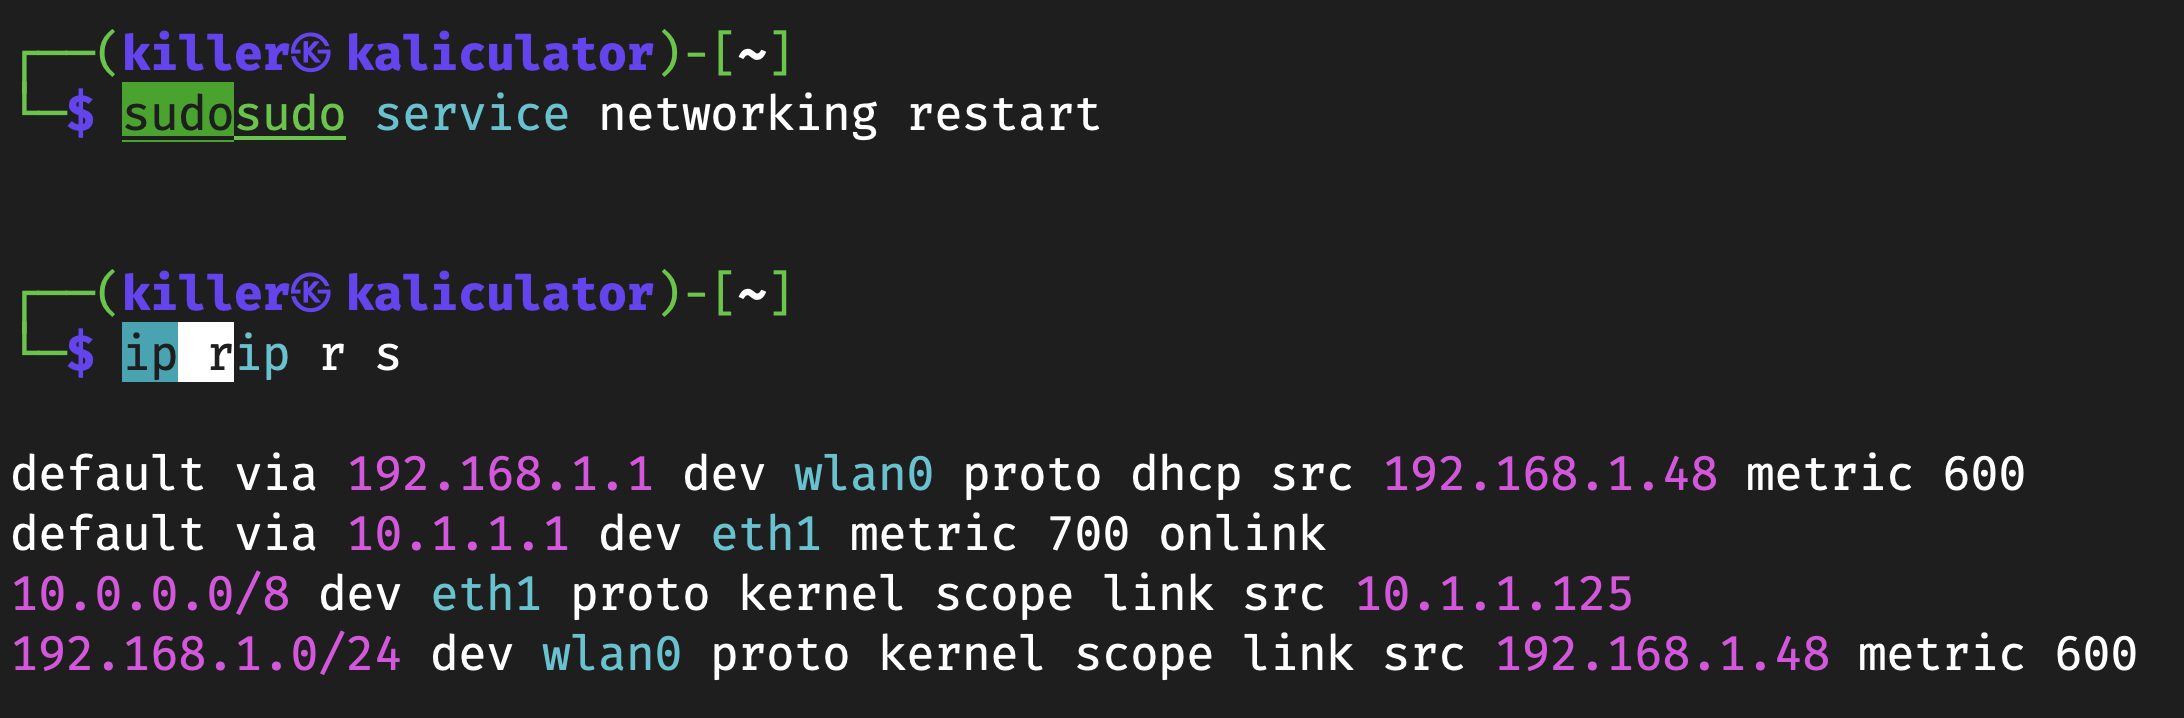 ┌──(killer㉿kaliculator)-[~]
└─$ sudosudo service networking restart
┌──(killer㉿kaliculator)-[~]
└─$ ip rip r s
default via 192.168.1.1 dev wlan0 proto dhcp src 192.168.1.48 metric 600
default via 10.1.1.1 dev eth1 metric 700 onlink
10.0.0.0/8 dev eth1 proto kernel scope link src 10.1.1.125
192.168.1.0/24 dev wlan0 proto kernel scope link src 192.168.1.48 metric 600